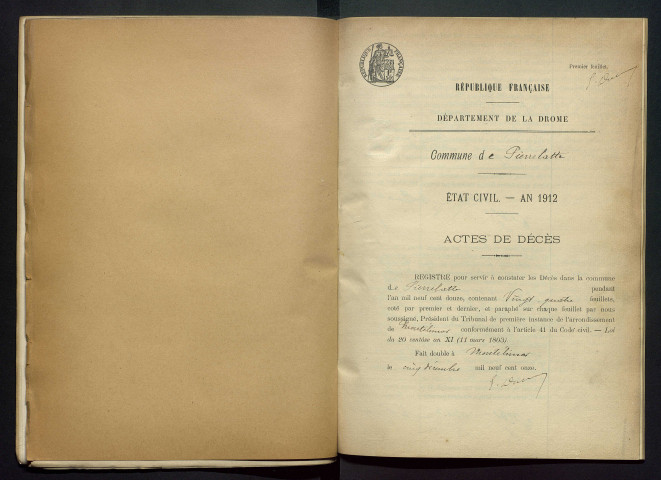 RÉPUBLIQUE FRANÇAISE
Premier feuillet,
RÉPUBLIQUE FRANÇAISE
DÉPARTEMENT DE LA DROME
Commune de Pierrelatte
ÉTAT CIVIL. — AN 1912
ACTES DE DÉCÈS
REGISTRE pour servir à constater les Décès dans la commune
de Pierrelatte pendant
l'an mil neuf cent douze, contenant Vingt-quatre feuillets,
coté par premier et dernier, et paraphé sur chaque feuillet par nous
soussigné, Président du Tribunal de première instance de l'arrondissement
de Montélimar conformément à l'article 41 du Code civil. — Loi
du 20 ventôse an XI (11 mars 1803).
Fait double à Montélimar
le cinq décembre mil neuf cent onze.